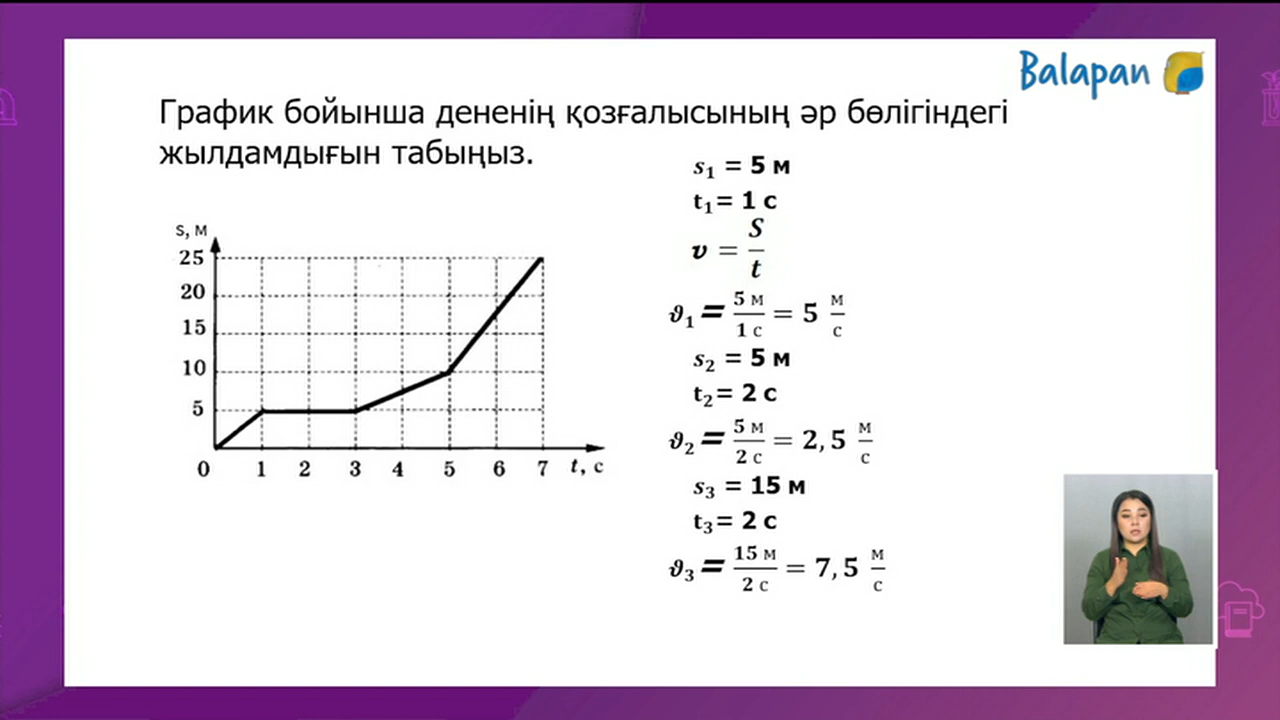 Balapan
График бойынша дененің қозғалысының әр бөлігіндегі
жылдамдығын табыңыз.
s, м
25
20
15
10
5
0 1 2 3 4 5 6 7 t, с
s₁ = 5 м
t₁= 1 с
v = S/t
ϑ₁ = 5 м/1 с = 5 м/с
s₂ = 5 м
t₂= 2 с
ϑ₂ = 5 м/2 с = 2,5 м/с
s₃ = 15 м
t₃= 2 с
ϑ₃ = 15 м/2 с = 7,5 м/с